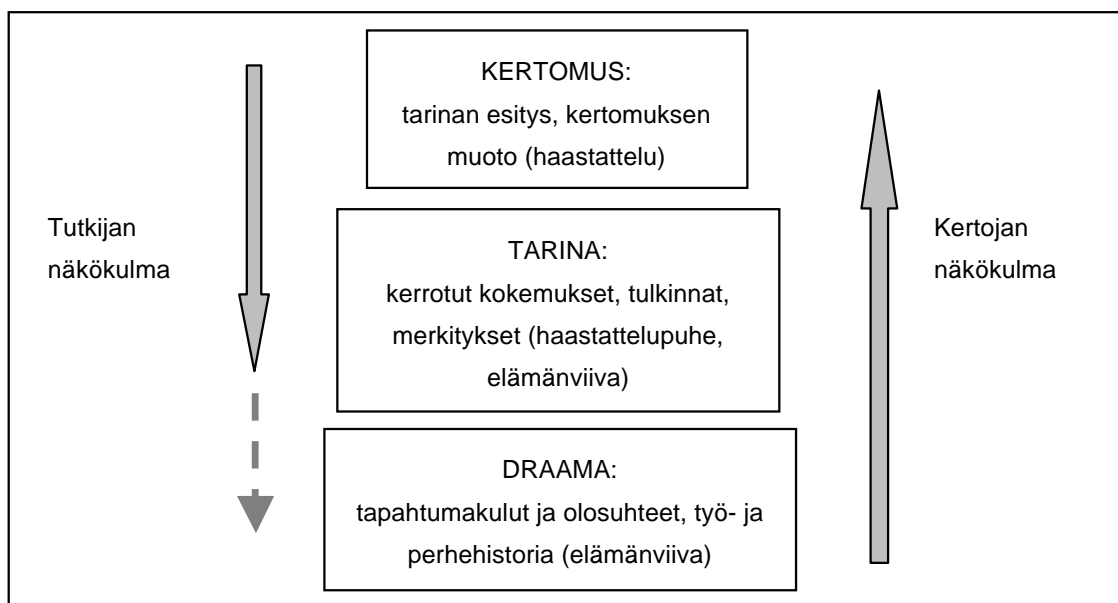 KERTOMUS:
tarinan esitys, kertomuksen
muoto (haastattelu)
Tutkijan
näkökulma
TARINA:
kerrotut kokemukset, tulkinnat,
merkitykset (haastattelupuhe,
elämänviiva)
Kertojan
näkökulma
DRAAMA:
tapahtumakulut ja olosuhteet, työ- ja
perhehistoria (elämänviiva)